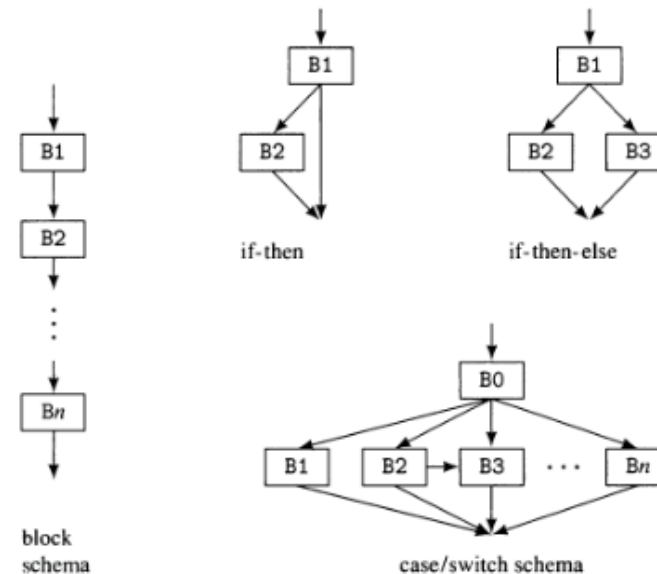 B1
B2
Bn
block
schema
B1
B2
if-then
B1
B2 B3
if-then-else
B0
B1 B2 B3 ··· Bn
case/switch schema